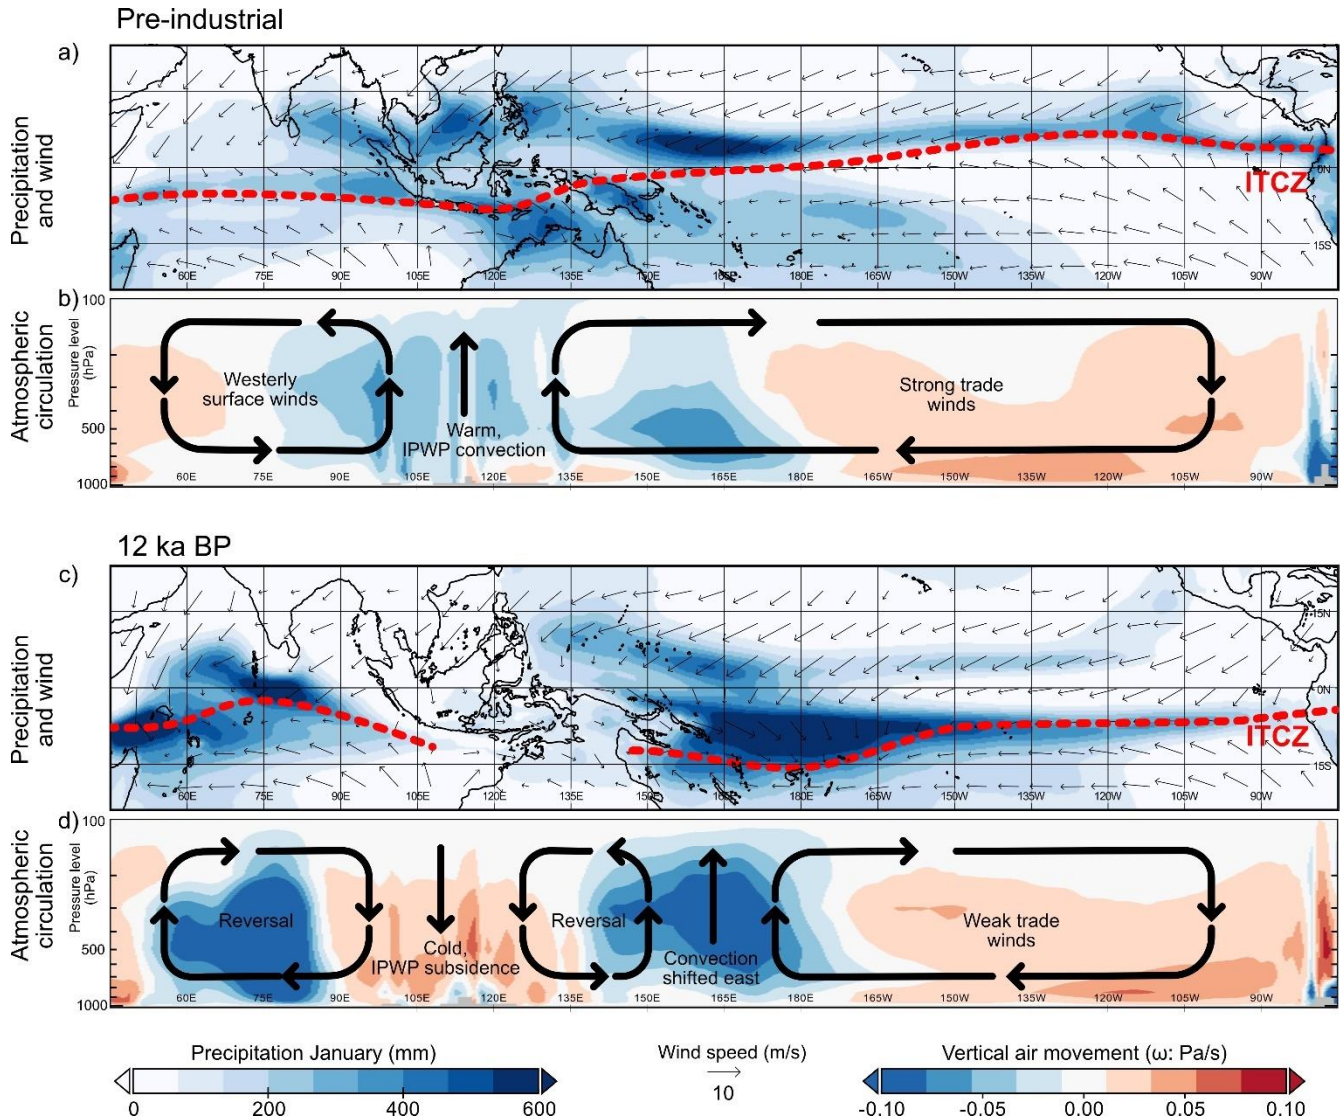 Pre-industrial
a)
Precipitation
and wind
ITCZ
0N
15S
60E 75E 90E 105E 120E 135E 150E 165E 180E 165W 150W 135W 120W 105W 90W
b)
Atmospheric
circulation
Pressure level
(hPa)
100
500
1000
Westerly
surface winds
Warm,
IPWP convection
Strong trade
winds
60E 75E 90E 105E 120E 135E 150E 165E 180E 165W 150W 135W 120W 105W 90W
12 ka BP
c)
Precipitation
and wind
15N
0N
ITCZ
15S
60E 75E 90E 105E 120E 135E 150E 165E 180E 165W 150W 135W 120W 105W 90W
d)
Atmospheric
circulation
Pressure level
(hPa)
100
500
1000
Reversal
Cold,
IPWP subsidence
Reversal
Convection
shifted east
Weak trade
winds
60E 75E 90E 105E 120E 135E 150E 165E 180E 165W 150W 135W 120W 105W 90W
Precipitation January (mm)
0 200 400 600
Wind speed (m/s)
10
Vertical air movement (ω: Pa/s)
-0.10 -0.05 0.00 0.05 0.10